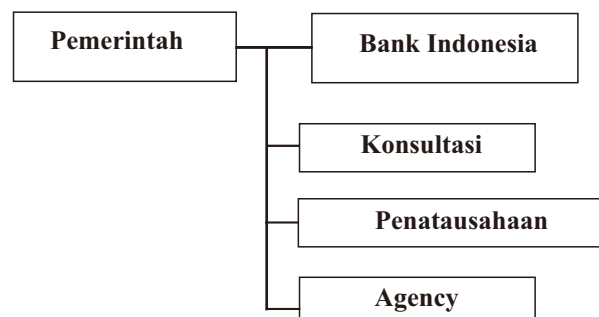 Pemerintah
Bank Indonesia
Konsultasi
Penatausahaan
Agency